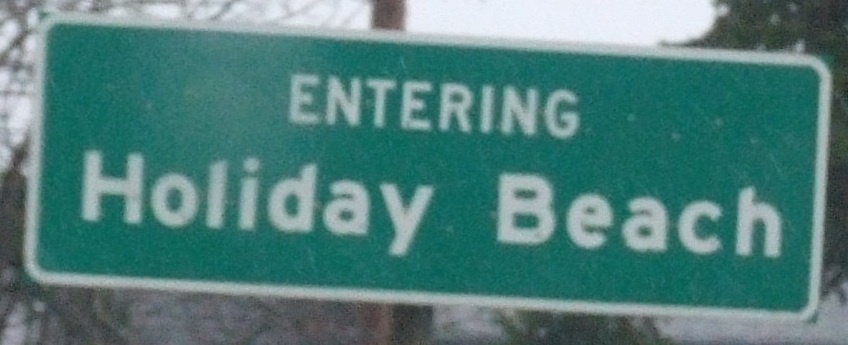 ENTERING
Holiday Beach